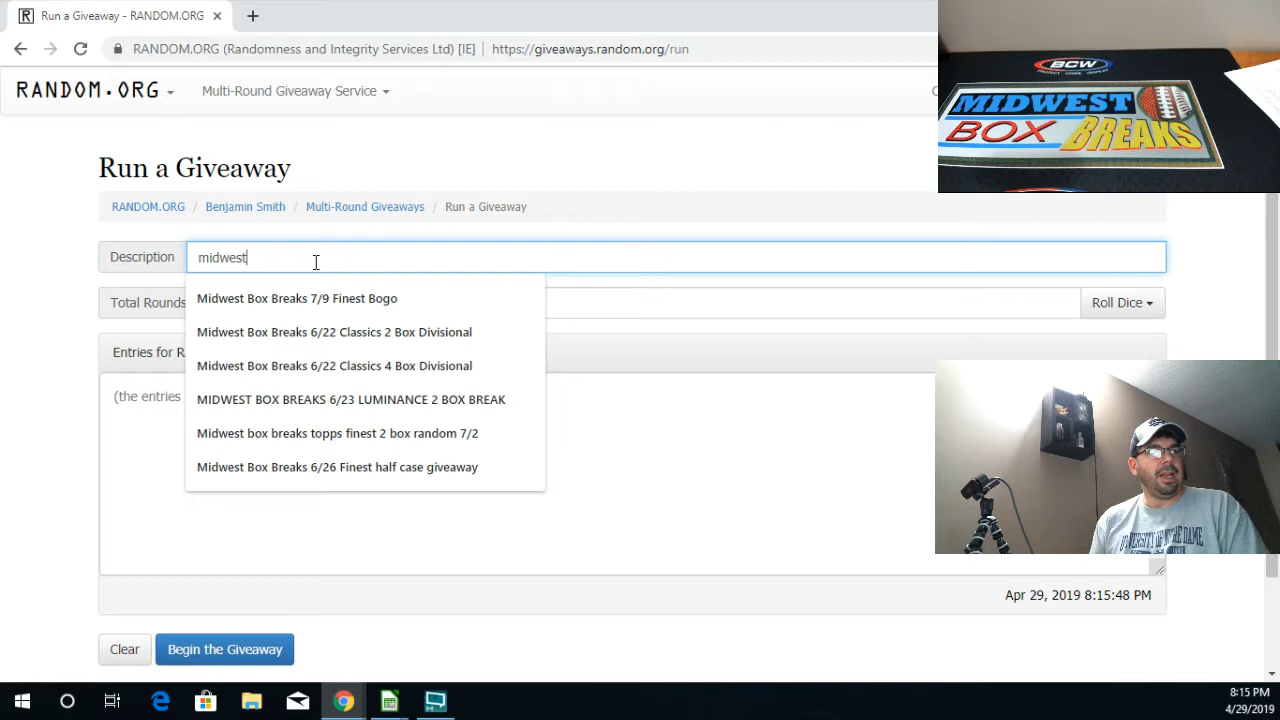 Run a Giveaway - RANDOM.ORG
RANDOM.ORG (Randomness and Integrity Services Ltd) [IE]
https://giveaways.random.org/run
RANDOM.ORG
Multi-Round Giveaway Service
Run a Giveaway
RANDOM.ORG / Benjamin Smith / Multi-Round Giveaways / Run a Giveaway
Description
midwest
Midwest Box Breaks 7/9 Finest Bogo
Total Rounds
Roll Dice
Midwest Box Breaks 6/22 Classics 2 Box Divisional
Entries for R
Midwest Box Breaks 6/22 Classics 4 Box Divisional
(the entries
MIDWEST BOX BREAKS 6/23 LUMINANCE 2 BOX BREAK
Midwest box breaks topps finest 2 box random 7/2
Midwest Box Breaks 6/26 Finest half case giveaway
Apr 29, 2019 8:15:48 PM
Clear
Begin the Giveaway
8:15 PM
4/29/2019
BCW
MIDWEST
BOX BREAKS
UNIVERSITY OF NOTRE DAME